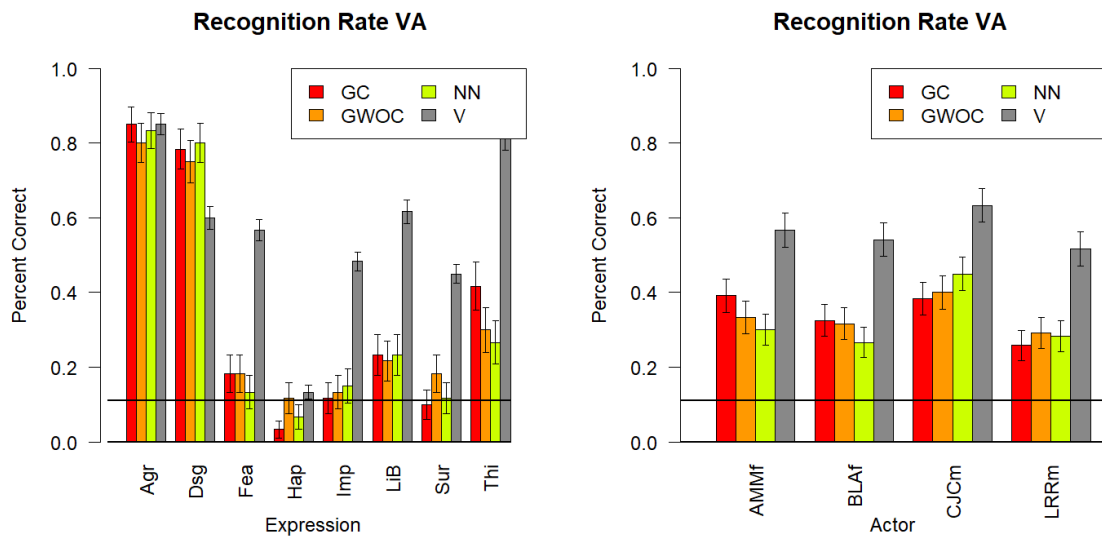 Recognition Rate VA
Percent Correct
1.0
0.8
0.6
0.4
0.2
0.0
GC
NN
GWOC
V
Agr
Dsg
Fea
Hap
Imp
LiB
Sur
Thi
Expression
Recognition Rate VA
Percent Correct
1.0
0.8
0.6
0.4
0.2
0.0
GC
NN
GWOC
V
AMMf
BLAf
CJCm
LRRm
Actor